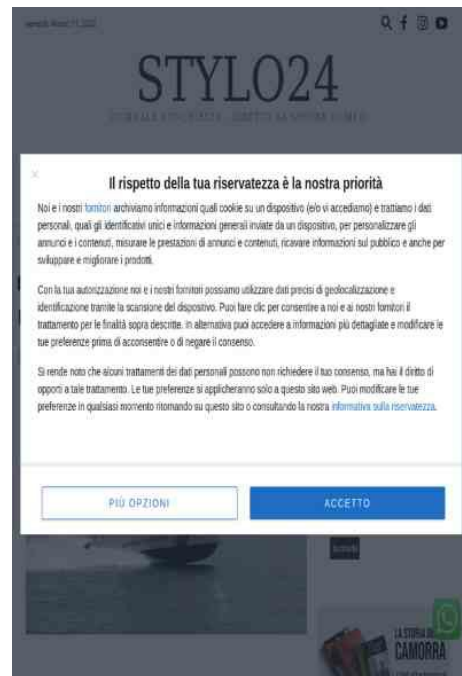 STYLO24
×
Il rispetto della tua riservatezza è la nostra priorità
Noi e i nostri fornitori archiviamo informazioni quali cookie su un dispositivo (e/o vi accediamo) e trattiamo i dati
personali, quali gli identificativi unici e informazioni generali inviate da un dispositivo, per personalizzare gli
annunci e i contenuti, misurare le prestazioni di annunci e contenuti, ricavare informazioni sul pubblico e anche per
sviluppare e migliorare i prodotti.
Con la tua autorizzazione noi e i nostri fornitori possiamo utilizzare dati precisi di geolocalizzazione e
identificazione tramite la scansione del dispositivo. Puoi fare clic per consentire a noi e ai nostri fornitori il
trattamento per le finalità sopra descritte. In alternativa puoi accedere a informazioni più dettagliate e modificare le
tue preferenze prima di acconsentire o di negare il consenso.
Si rende noto che alcuni trattamenti dei dati personali possono non richiedere il tuo consenso, ma hai il diritto di
opporti a tale trattamento. Le tue preferenze si applicheranno solo a questo sito web. Puoi modificare le tue
preferenze in qualsiasi momento ritornando su questo sito o consultando la nostra informativa sulla riservatezza.
PIÙ OPZIONI
ACCETTO
LA STORIA
CAMORRA